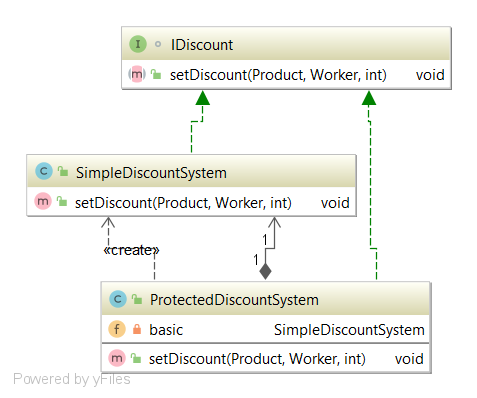 I IDiscount
m setDiscount(Product, Worker, int) void
C SimpleDiscountSystem
m setDiscount(Product, Worker, int) void
«create»
1
1
C ProtectedDiscountSystem
f basic SimpleDiscountSystem
m setDiscount(Product, Worker, int) void
Powered by yFiles